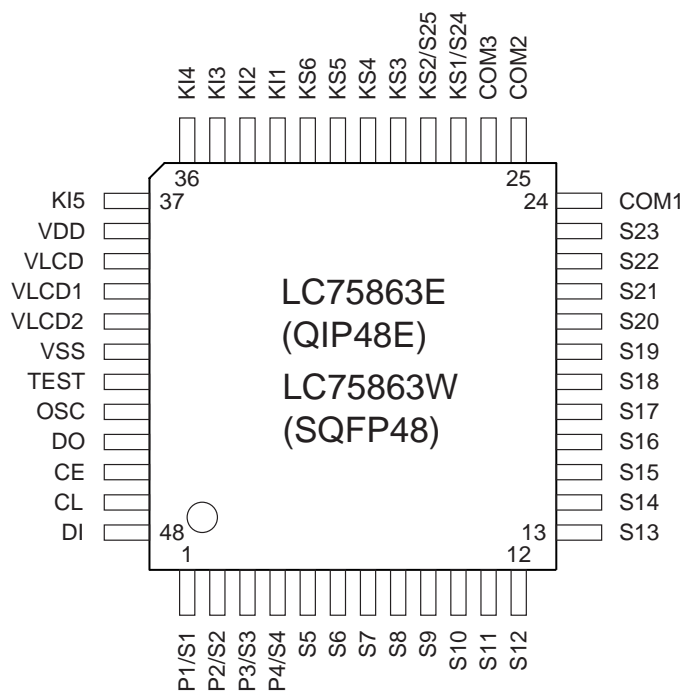 KI4
KI3
KI2
KI1
KS6
KS5
KS4
KS3
KS2/S25
KS1/S24
COM3
COM2
36
25
KI5
37
24
COM1
VDD
S23
VLCD
S22
VLCD1
S21
VLCD2
S20
VSS
S19
TEST
S18
OSC
S17
DO
S16
CE
S15
CL
S14
DI
48
13
S13
LC75863E
(QIP48E)
LC75863W
(SQFP48)
1
12
P1/S1
P2/S2
P3/S3
P4/S4
S5
S6
S7
S8
S9
S10
S11
S12